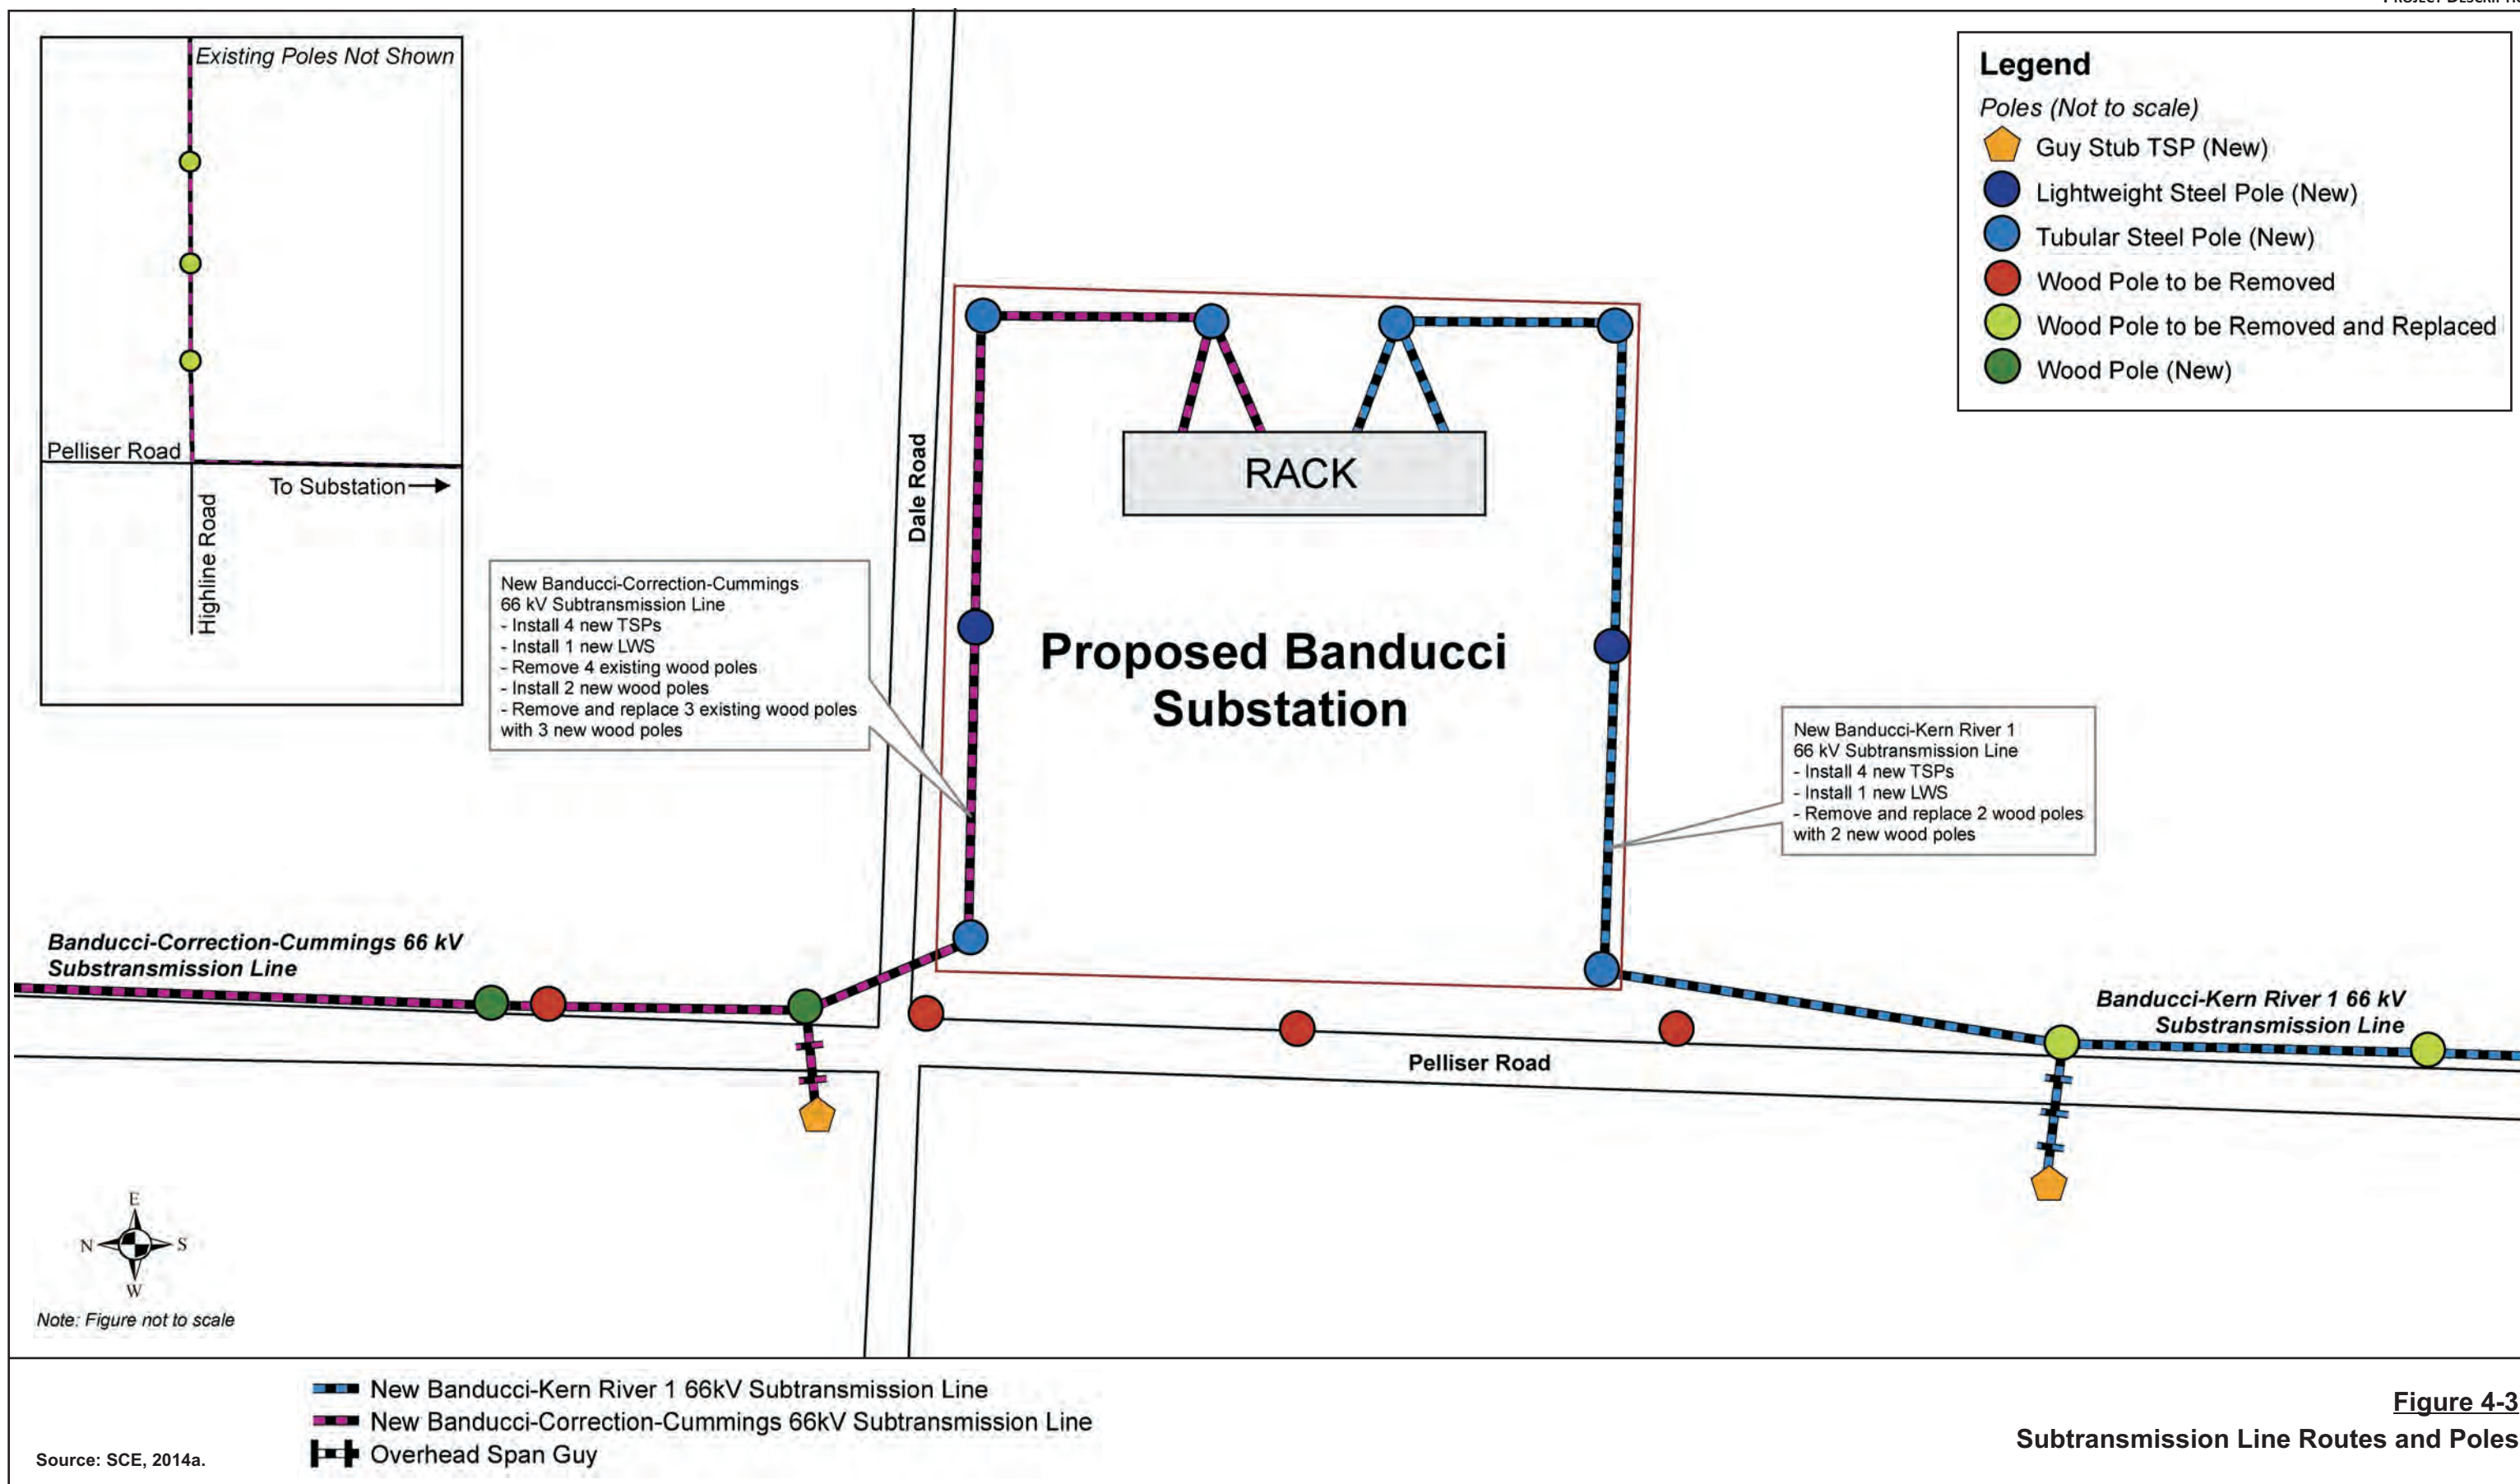 Existing Poles Not Shown
Pelliser Road
To Substation
Highline Road
Legend
Poles (Not to scale)
Guy Stub TSP (New)
Lightweight Steel Pole (New)
Tubular Steel Pole (New)
Wood Pole to be Removed
Wood Pole to be Removed and Replaced
Wood Pole (New)
Dale Road
RACK
New Banducci-Correction-Cummings
66 kV Subtransmission Line
- Install 4 new TSPs
- Install 1 new LWS
- Remove 4 existing wood poles
- Install 2 new wood poles
- Remove and replace 3 existing wood poles
with 3 new wood poles
Proposed Banducci
Substation
New Banducci-Kern River 1
66 kV Subtransmission Line
- Install 4 new TSPs
- Install 1 new LWS
- Remove and replace 2 wood poles
with 2 new wood poles
Banducci-Correction-Cummings 66 kV
Substransmission Line
Banducci-Kern River 1 66 kV
Substransmission Line
Pelliser Road
E
N
S
W
Note: Figure not to scale
New Banducci-Kern River 1 66kV Subtransmission Line
New Banducci-Correction-Cummings 66kV Subtransmission Line
Overhead Span Guy
Source: SCE, 2014a.
Figure 4-3
Subtransmission Line Routes and Poles